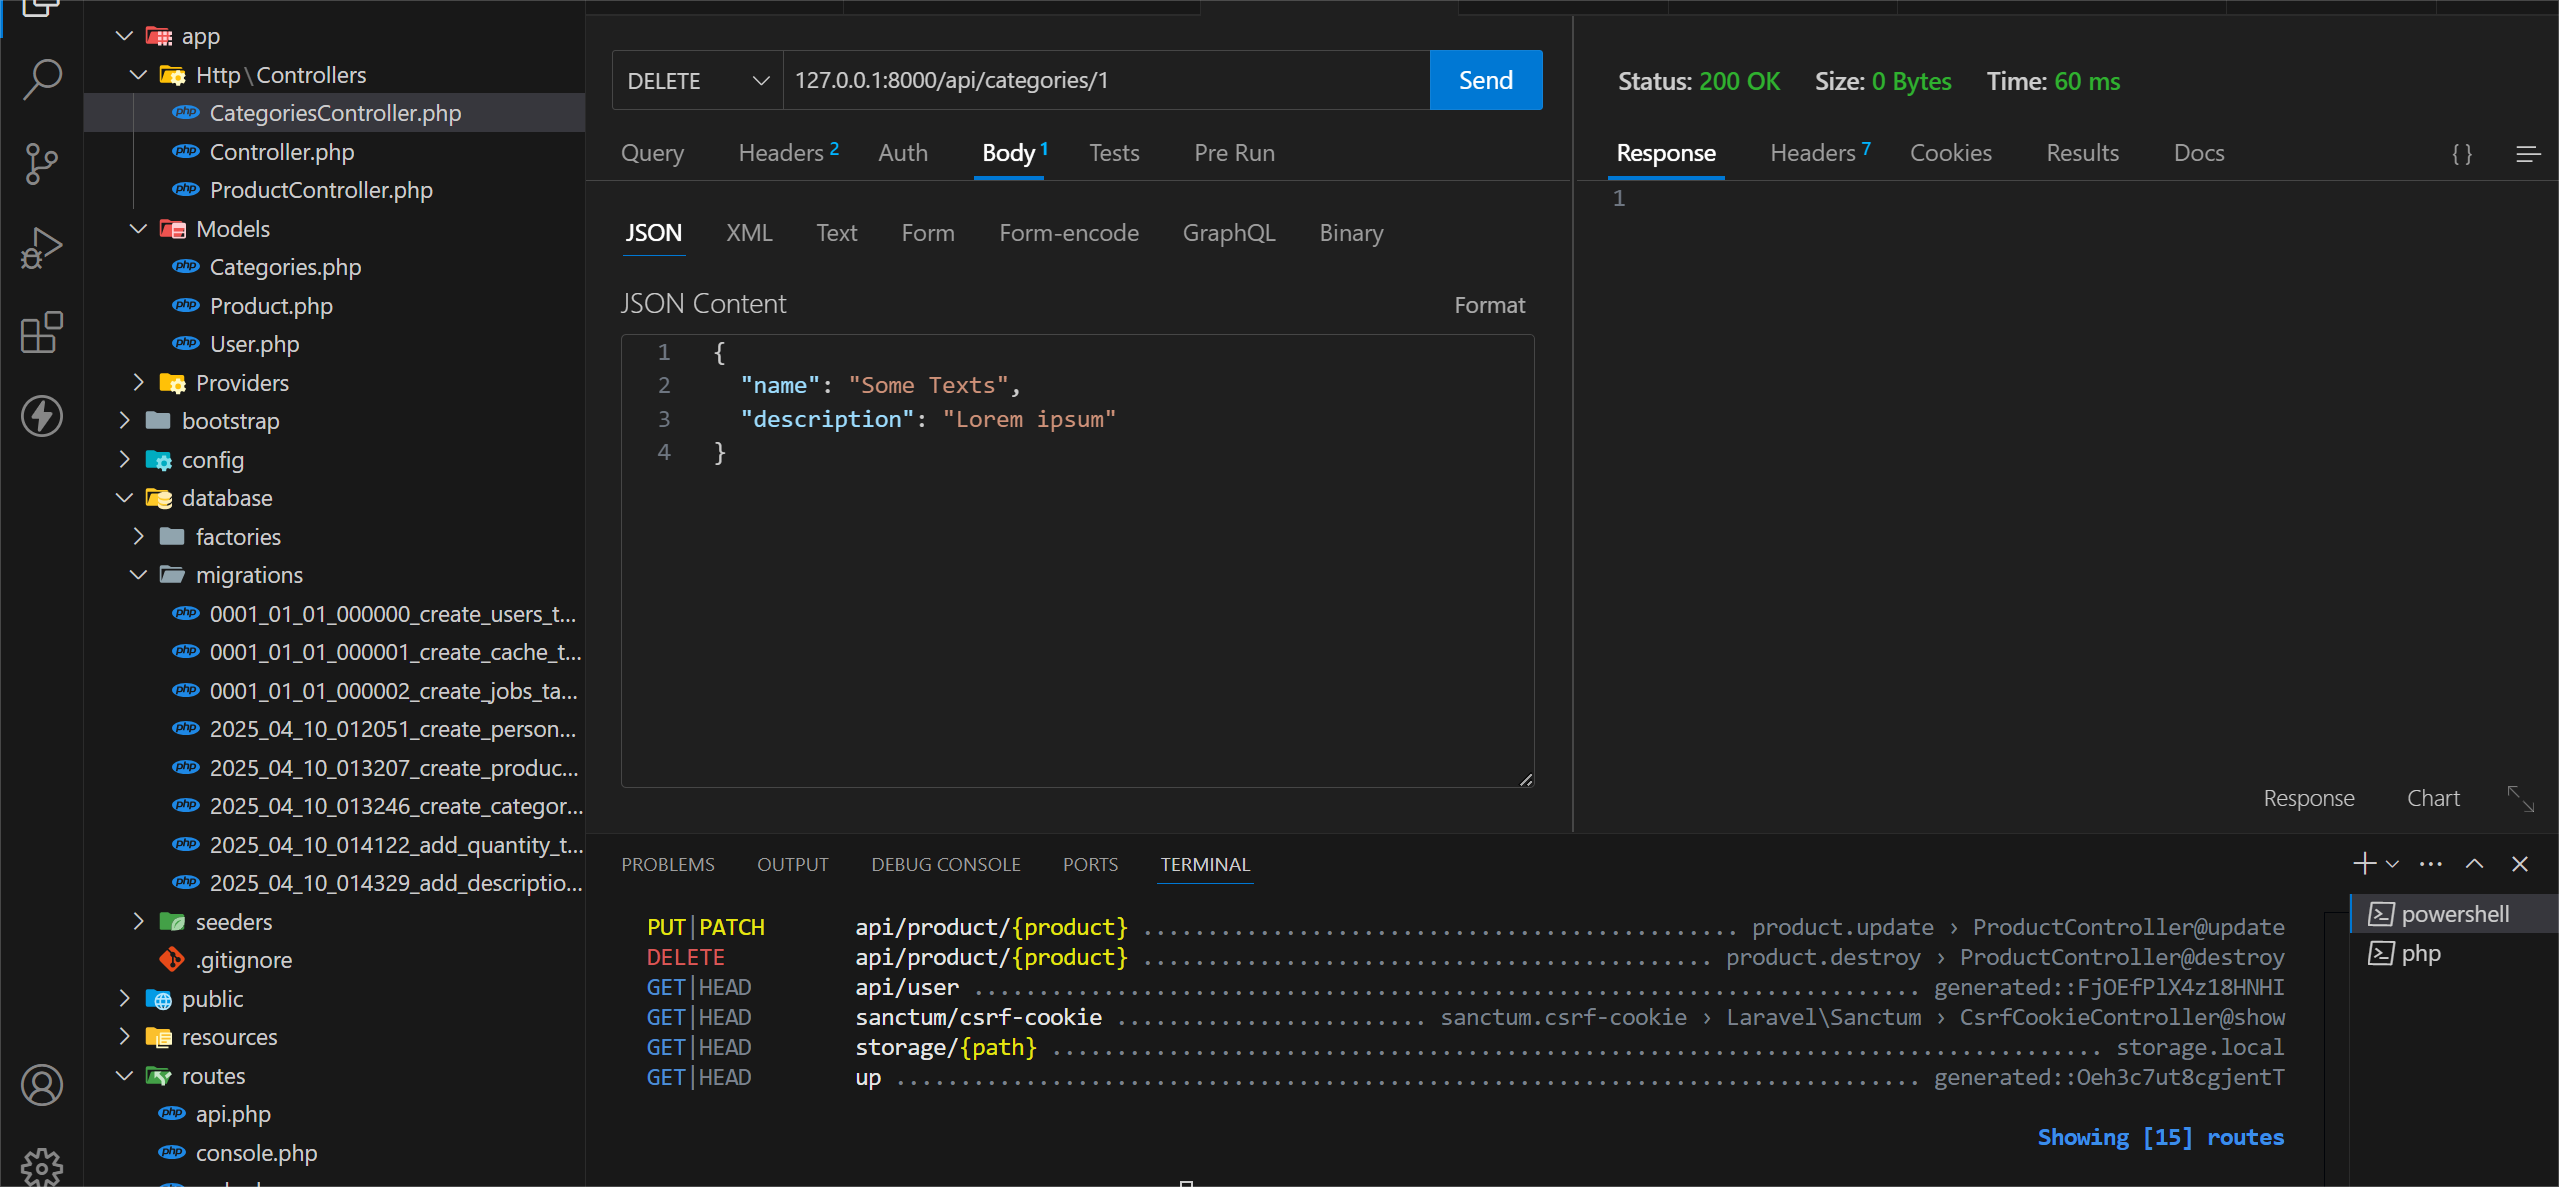 app
Http\Controllers
CategoriesController.php
Controller.php
ProductController.php
Models
Categories.php
Product.php
User.php
Providers
bootstrap
config
database
factories
migrations
0001_01_01_000000_create_users_t...
0001_01_01_000001_create_cache_t...
0001_01_01_000002_create_jobs_ta...
2025_04_10_012051_create_person...
2025_04_10_013207_create_produc...
2025_04_10_013246_create_categor...
2025_04_10_014122_add_quantity_t...
2025_04_10_014329_add_descriptio...
seeders
.gitignore
public
resources
routes
api.php
console.php
DELETE 127.0.0.1:8000/api/categories/1 Send
Query Headers 2 Auth Body 1 Tests Pre Run
JSON XML Text Form Form-encode GraphQL Binary
JSON Content Format
1 {
2 "name": "Some Texts",
3 "description": "Lorem ipsum"
4 }
Status: 200 OK Size: 0 Bytes Time: 60 ms
Response Headers 7 Cookies Results Docs { }
1
Response Chart
PROBLEMS OUTPUT DEBUG CONSOLE PORTS TERMINAL
PUT|PATCH api/product/{product} .............................................. product.update › ProductController@update
DELETE api/product/{product} ............................................ product.destroy › ProductController@destroy
GET|HEAD api/user ......................................................................... generated::FjOEfPlX4z18HNHI
GET|HEAD sanctum/csrf-cookie ........................ sanctum.csrf-cookie › Laravel\Sanctum › CsrfCookieController@show
GET|HEAD storage/{path} ................................................................................. storage.local
GET|HEAD up ............................................................................... generated::Oeh3c7ut8cgjentT
Showing [15] routes
powershell
php